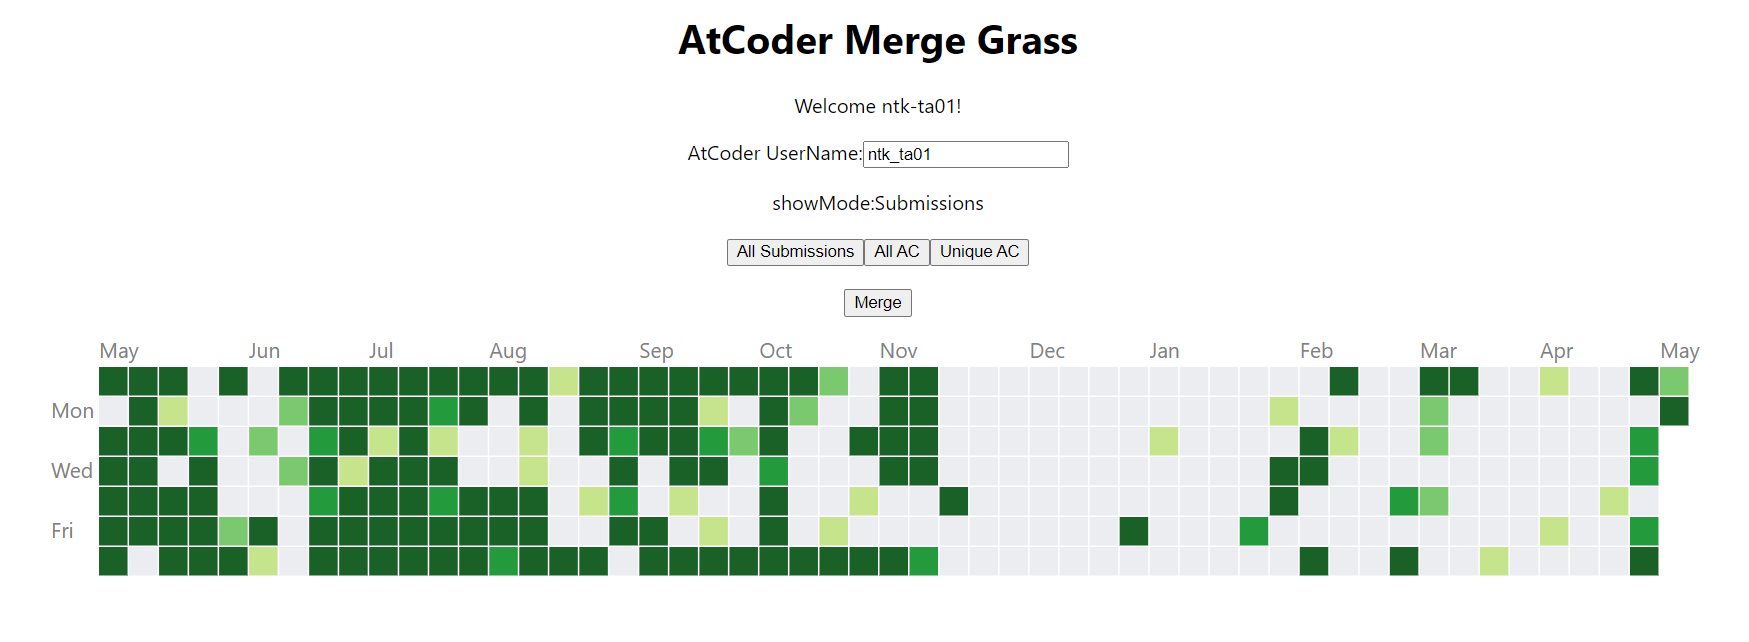 AtCoder Merge Grass
Welcome ntk-ta01!
AtCoder UserName: ntk_ta01
showMode:Submissions
All Submissions All AC Unique AC
Merge
May Jun Jul Aug Sep Oct Nov Dec Jan Feb Mar Apr May
Mon
Wed
Fri